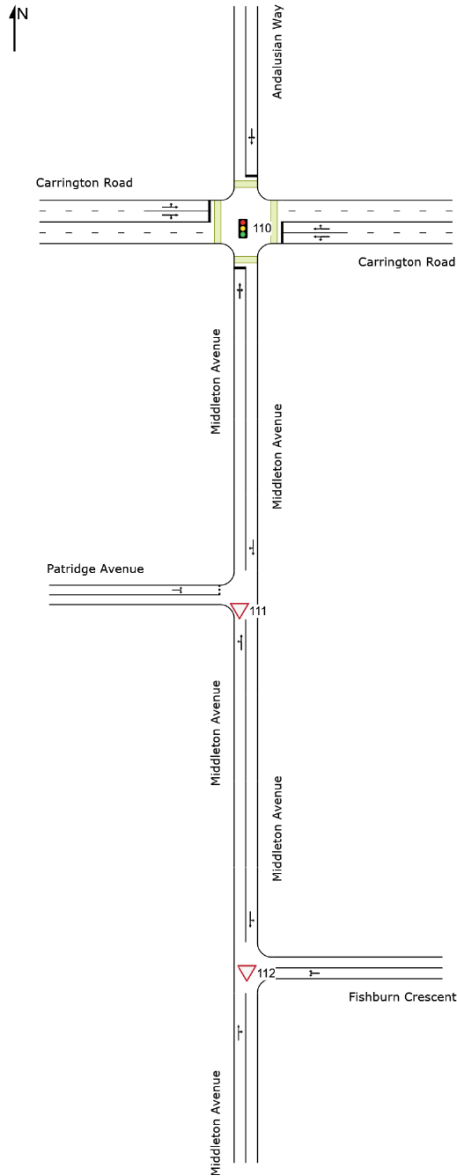 N
Andalusian Way
Carrington Road
110
Carrington Road
Middleton Avenue
Middleton Avenue
Patridge Avenue
111
Middleton Avenue
Middleton Avenue
112
Fishburn Crescent
Middleton Avenue